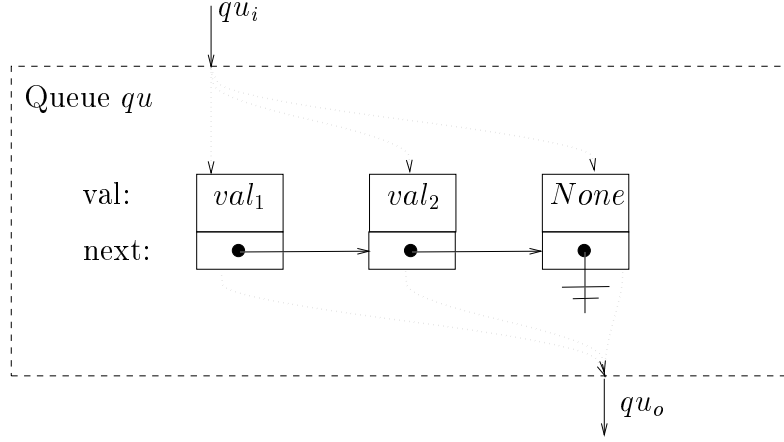 qu_i
Queue qu
val: val_1 val_2 None
next:
qu_o